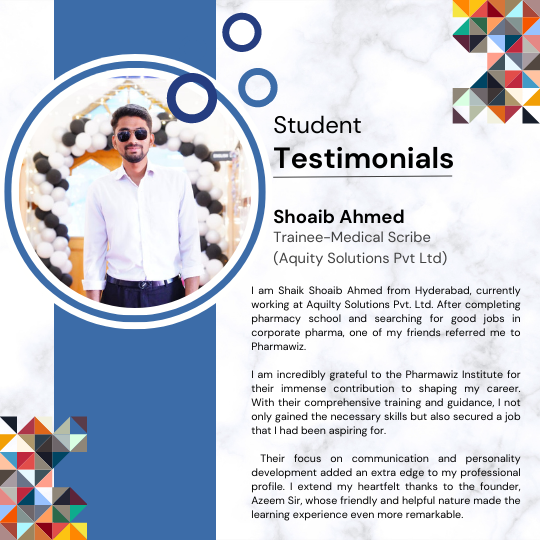 Student
Testimonials
Shoaib Ahmed
Trainee-Medical Scribe
(Aquity Solutions Pvt Ltd)
I am Shaik Shoaib Ahmed from Hyderabad, currently
working at Aquilty Solutions Pvt. Ltd. After completing
pharmacy school and searching for good jobs in
corporate pharma, one of my friends referred me to
Pharmawiz.
I am incredibly grateful to the Pharmawiz Institute for
their immense contribution to shaping my career.
With their comprehensive training and guidance, I not
only gained the necessary skills but also secured a job
that I had been aspiring for.
Their focus on communication and personality
development added an extra edge to my professional
profile. I extend my heartfelt thanks to the founder,
Azeem Sir, whose friendly and helpful nature made the
learning experience even more remarkable.